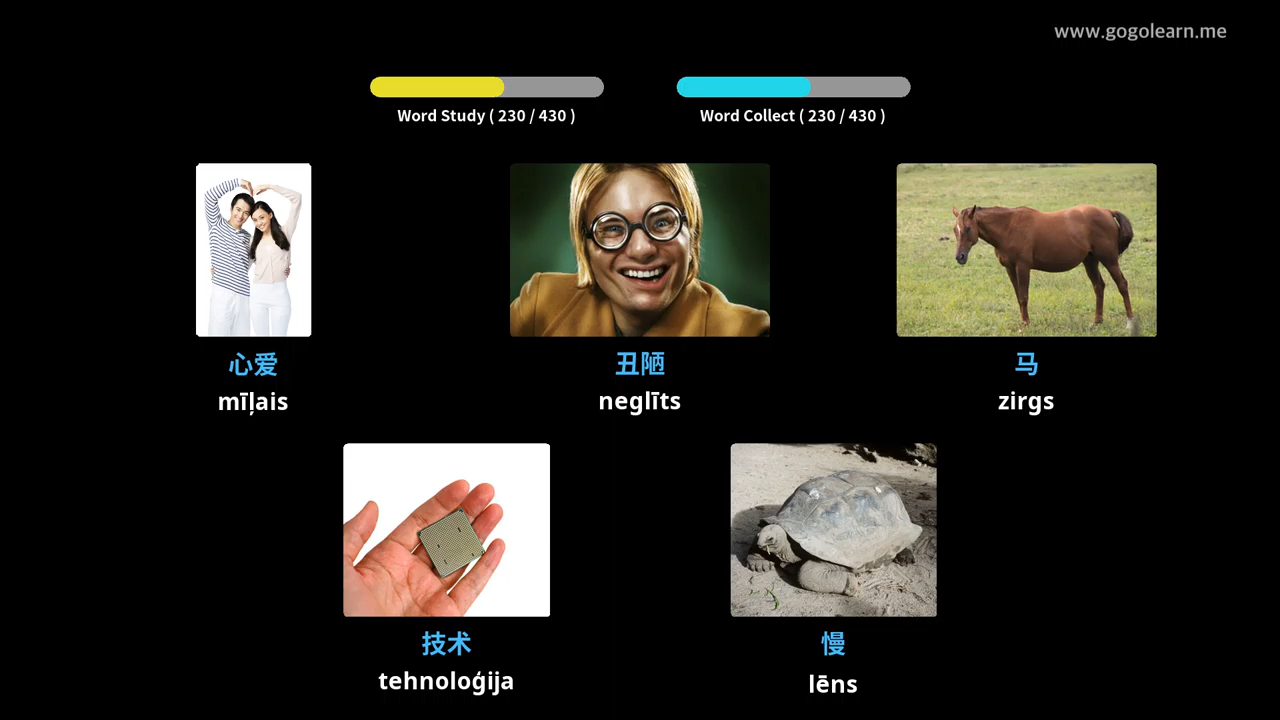 www.gogolearn.me
Word Study ( 230 / 430 )
Word Collect ( 230 / 430 )
心爱
mīļais
丑陋
neglīts
马
zirgs
技术
tehnoloģija
慢
lēns